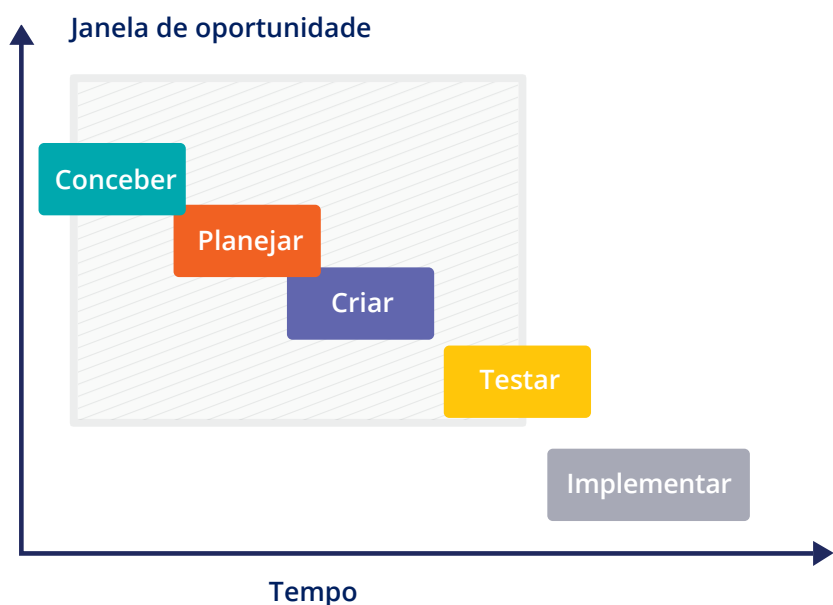 Janela de oportunidade
Conceber
Planejar
Criar
Testar
Implementar
Tempo